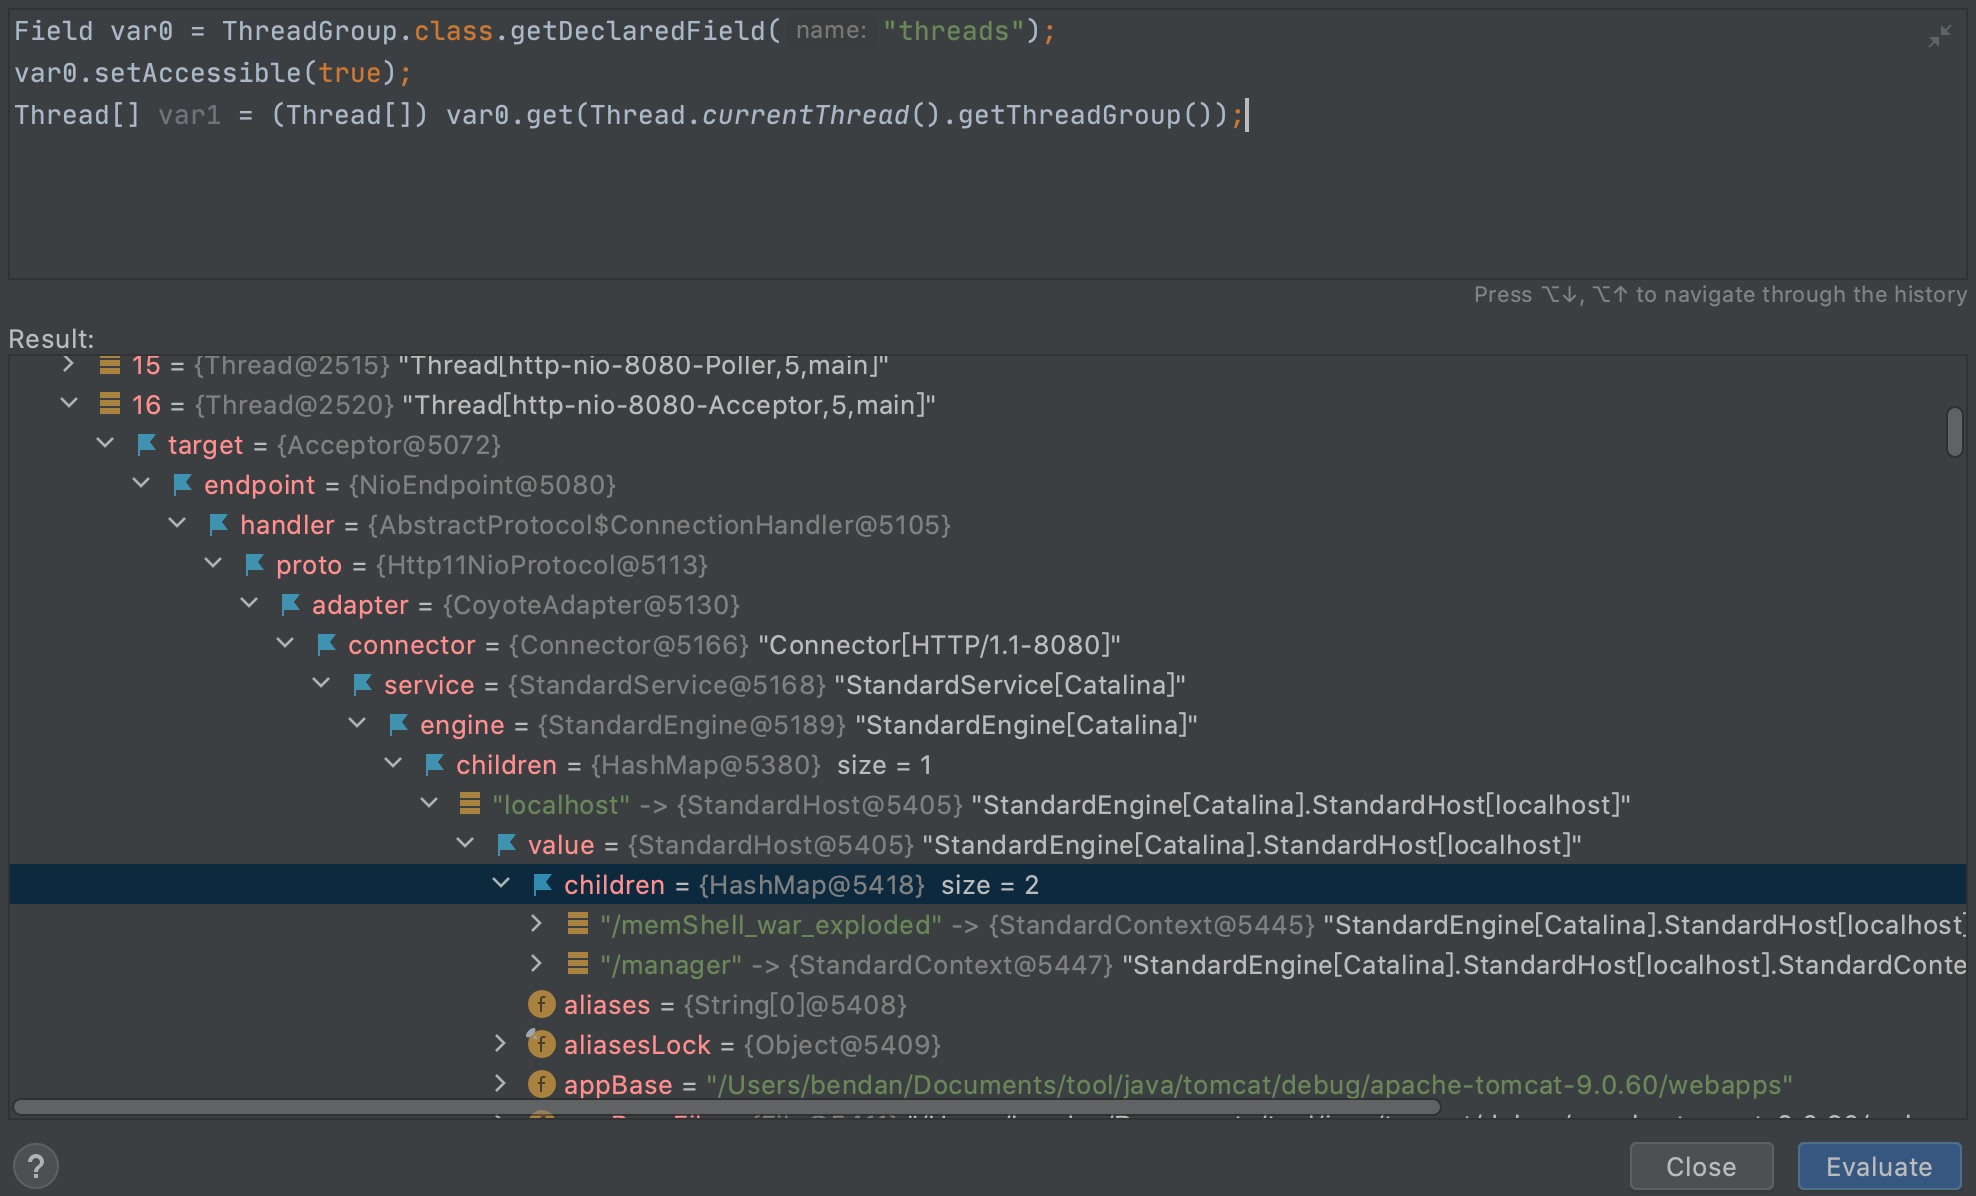 Field var0 = ThreadGroup.class.getDeclaredField( name: "threads");
var0.setAccessible(true);
Thread[] var1 = (Thread[]) var0.get(Thread.currentThread().getThreadGroup());
Press ⌥↓, ⌥↑ to navigate through the history
Result:
15 = {Thread@2515} "Thread[http-nio-8080-Poller,5,main]"
16 = {Thread@2520} "Thread[http-nio-8080-Acceptor,5,main]"
target = {Acceptor@5072}
endpoint = {NioEndpoint@5080}
handler = {AbstractProtocol$ConnectionHandler@5105}
proto = {Http11NioProtocol@5113}
adapter = {CoyoteAdapter@5130}
connector = {Connector@5166} "Connector[HTTP/1.1-8080]"
service = {StandardService@5168} "StandardService[Catalina]"
engine = {StandardEngine@5189} "StandardEngine[Catalina]"
children = {HashMap@5380} size = 1
"localhost" -> {StandardHost@5405} "StandardEngine[Catalina].StandardHost[localhost]"
value = {StandardHost@5405} "StandardEngine[Catalina].StandardHost[localhost]"
children = {HashMap@5418} size = 2
"/memShell_war_exploded" -> {StandardContext@5445} "StandardEngine[Catalina].StandardHost[localhost]
"/manager" -> {StandardContext@5447} "StandardEngine[Catalina].StandardHost[localhost].StandardConte
f aliases = {String[0]@5408}
f aliasesLock = {Object@5409}
f appBase = "/Users/bendan/Documents/tool/java/tomcat/debug/apache-tomcat-9.0.60/webapps"
? Close Evaluate